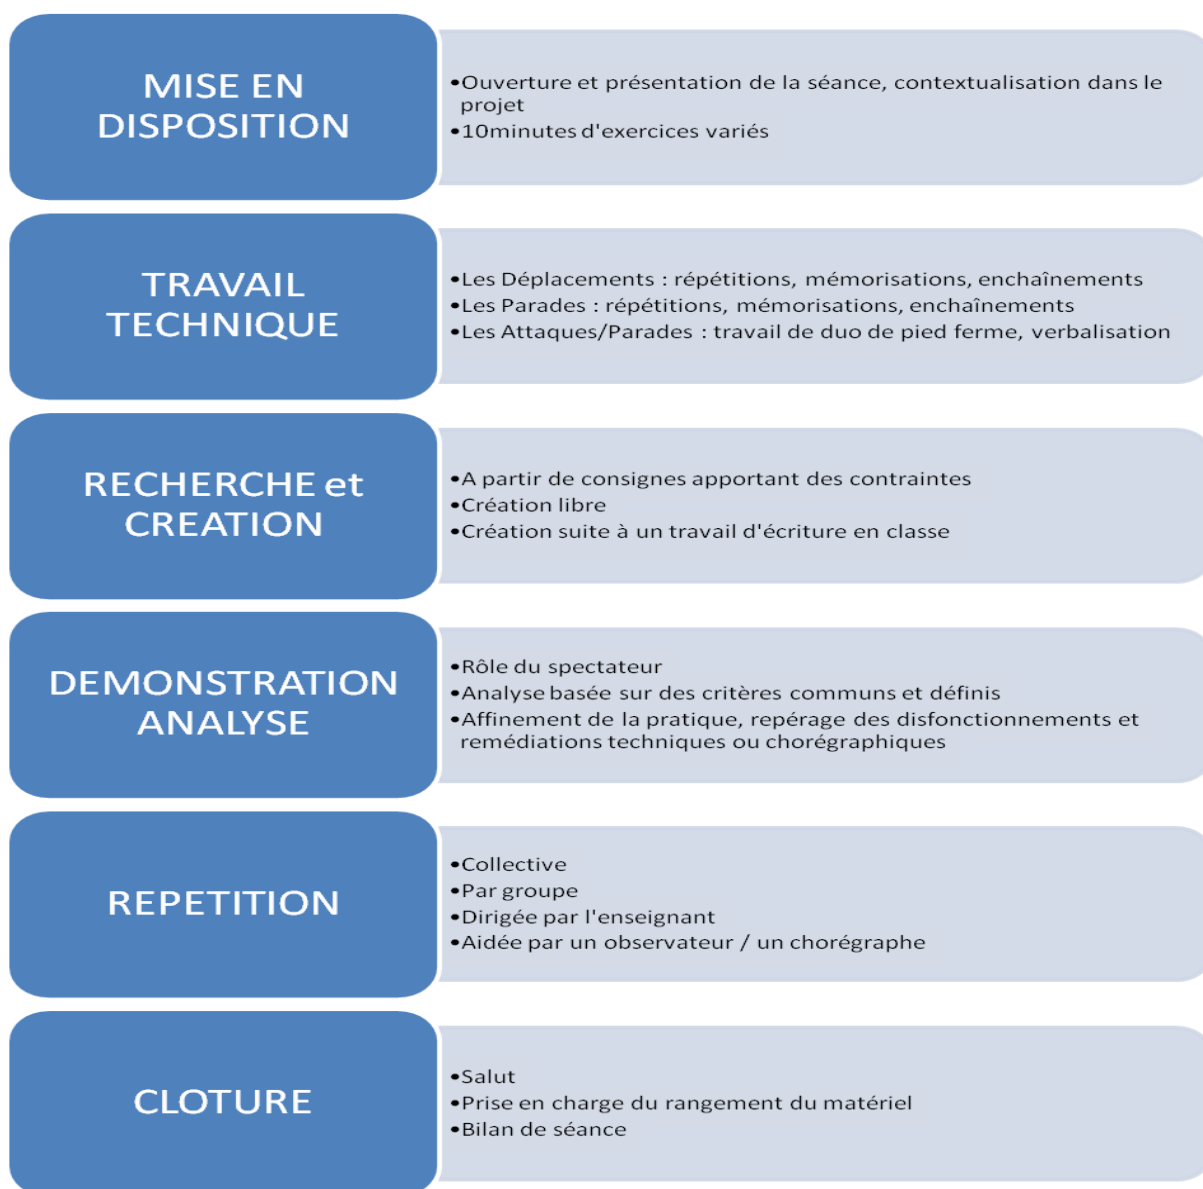 MISE EN
DISPOSITION
•Ouverture et présentation de la séance, contextualisation dans le
projet
•10minutes d'exercices variés
TRAVAIL
TECHNIQUE
•Les Déplacements : répétitions, mémorisations, enchaînements
•Les Parades : répétitions, mémorisations, enchaînements
•Les Attaques/Parades : travail de duo de pied ferme, verbalisation
RECHERCHE et
CREATION
•A partir de consignes apportant des contraintes
•Création libre
•Création suite à un travail d'écriture en classe
DEMONSTRATION
ANALYSE
•Rôle du spectateur
•Analyse basée sur des critères communs et définis
•Affinement de la pratique, repérage des disfonctionnements et
remédiations techniques ou chorégraphiques
REPETITION
•Collective
•Par groupe
•Dirigée par l'enseignant
•Aidée par un observateur / un chorégraphe
CLOTURE
•Salut
•Prise en charge du rangement du matériel
•Bilan de séance